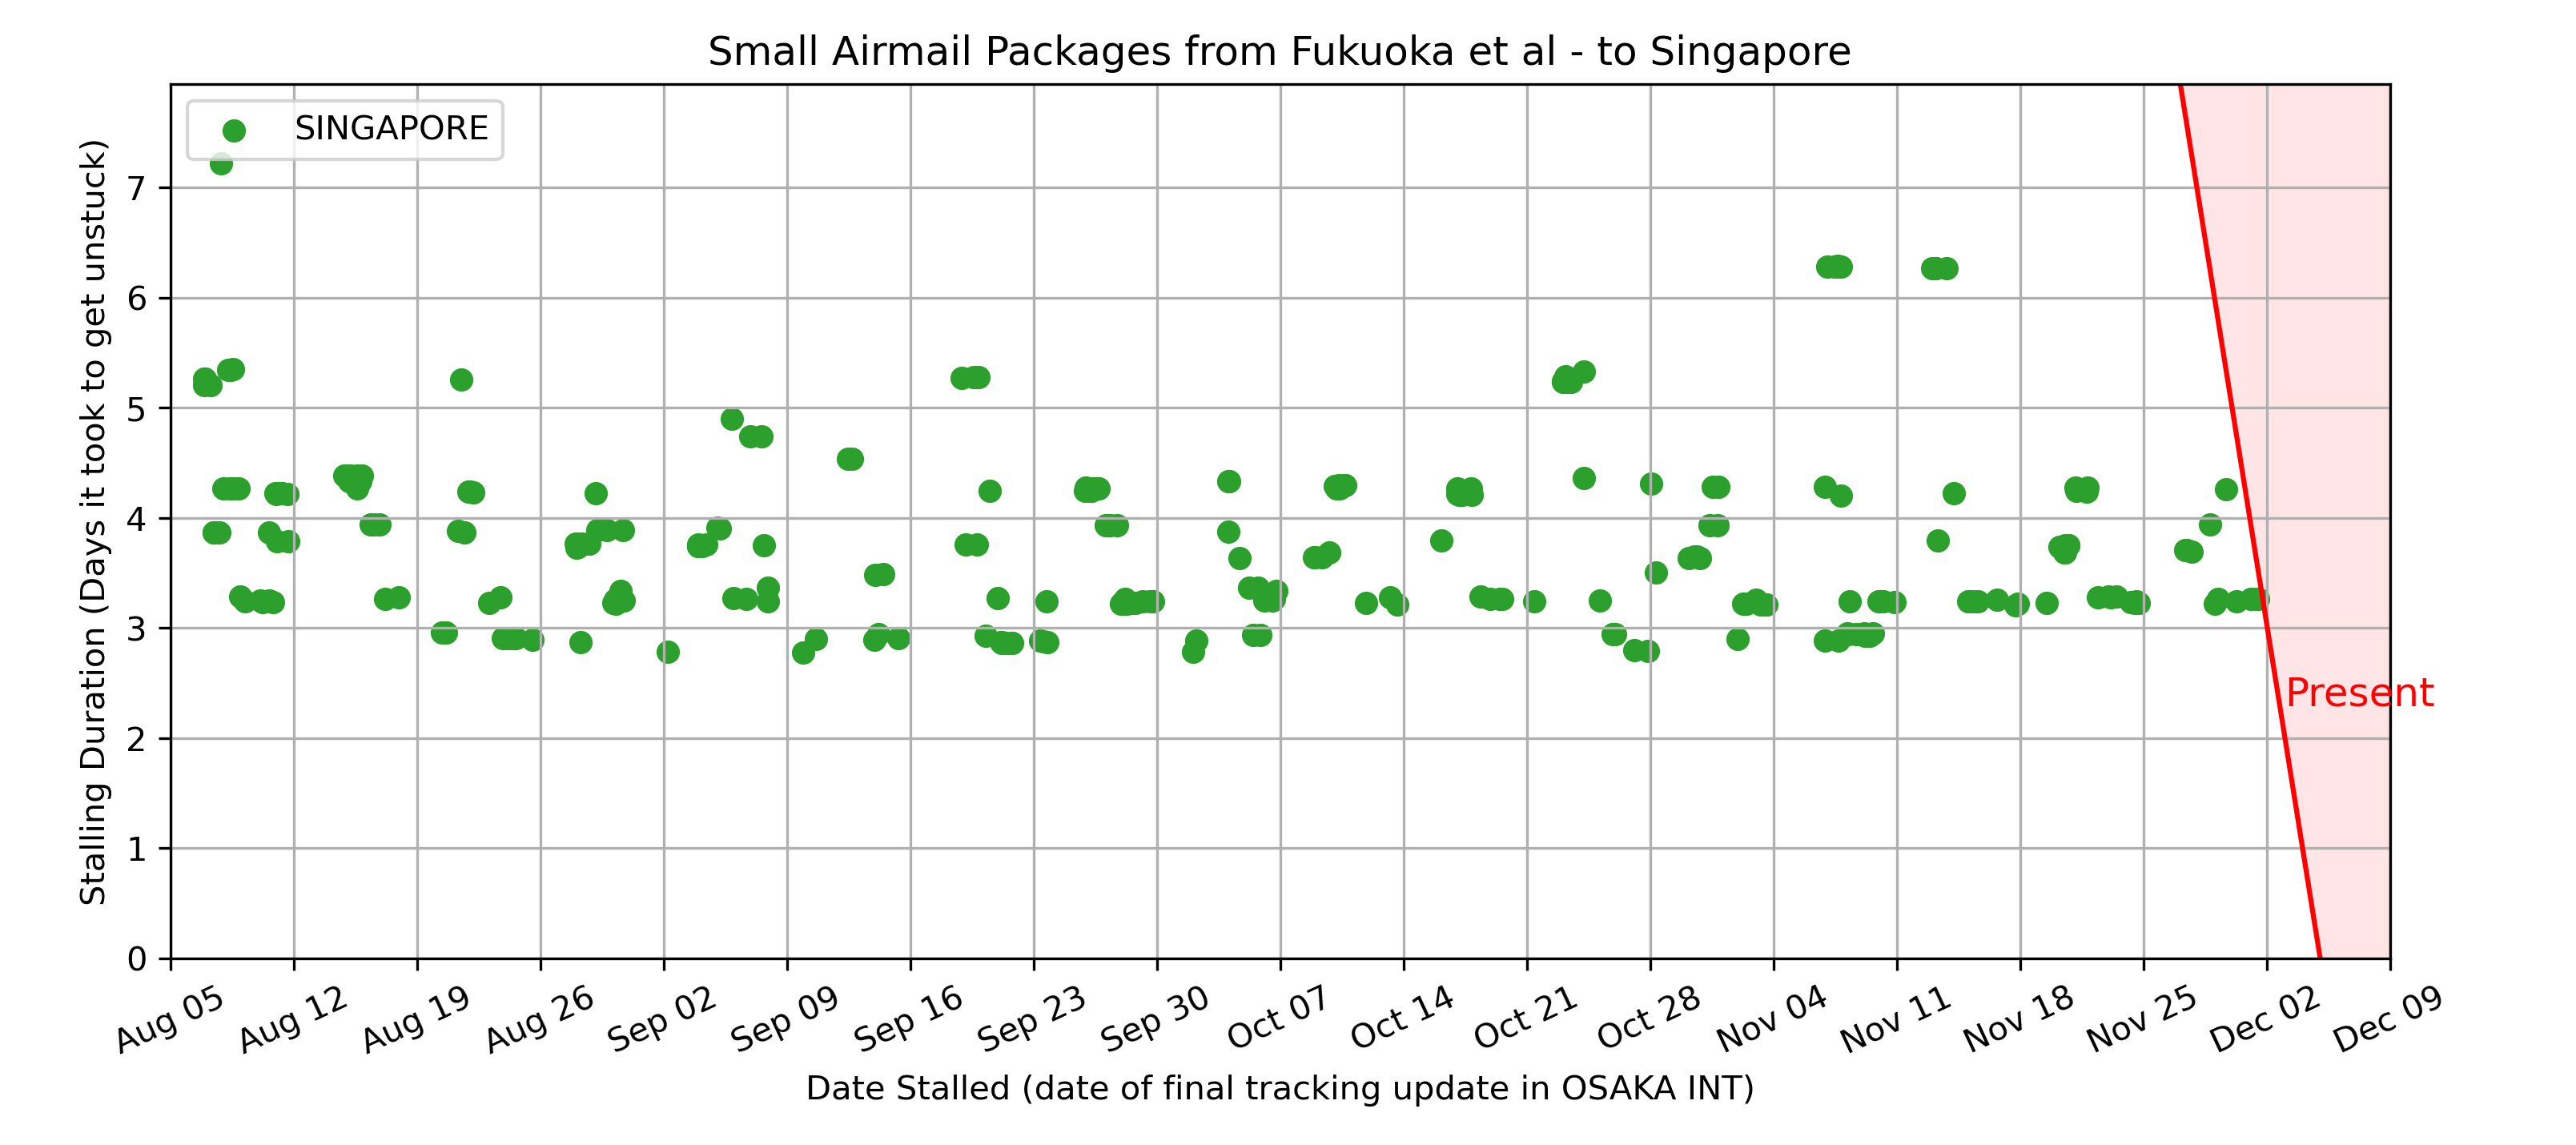 Small Airmail Packages from Fukuoka et al - to Singapore
SINGAPORE
Stalling Duration (Days it took to get unstuck)
7
6
5
4
3
2
1
0
Present
Aug 05
Aug 12
Aug 19
Aug 26
Sep 02
Sep 09
Sep 16
Sep 23
Sep 30
Oct 07
Oct 14
Oct 21
Oct 28
Nov 04
Nov 11
Nov 18
Nov 25
Dec 02
Dec 09
Date Stalled (date of final tracking update in OSAKA INT)